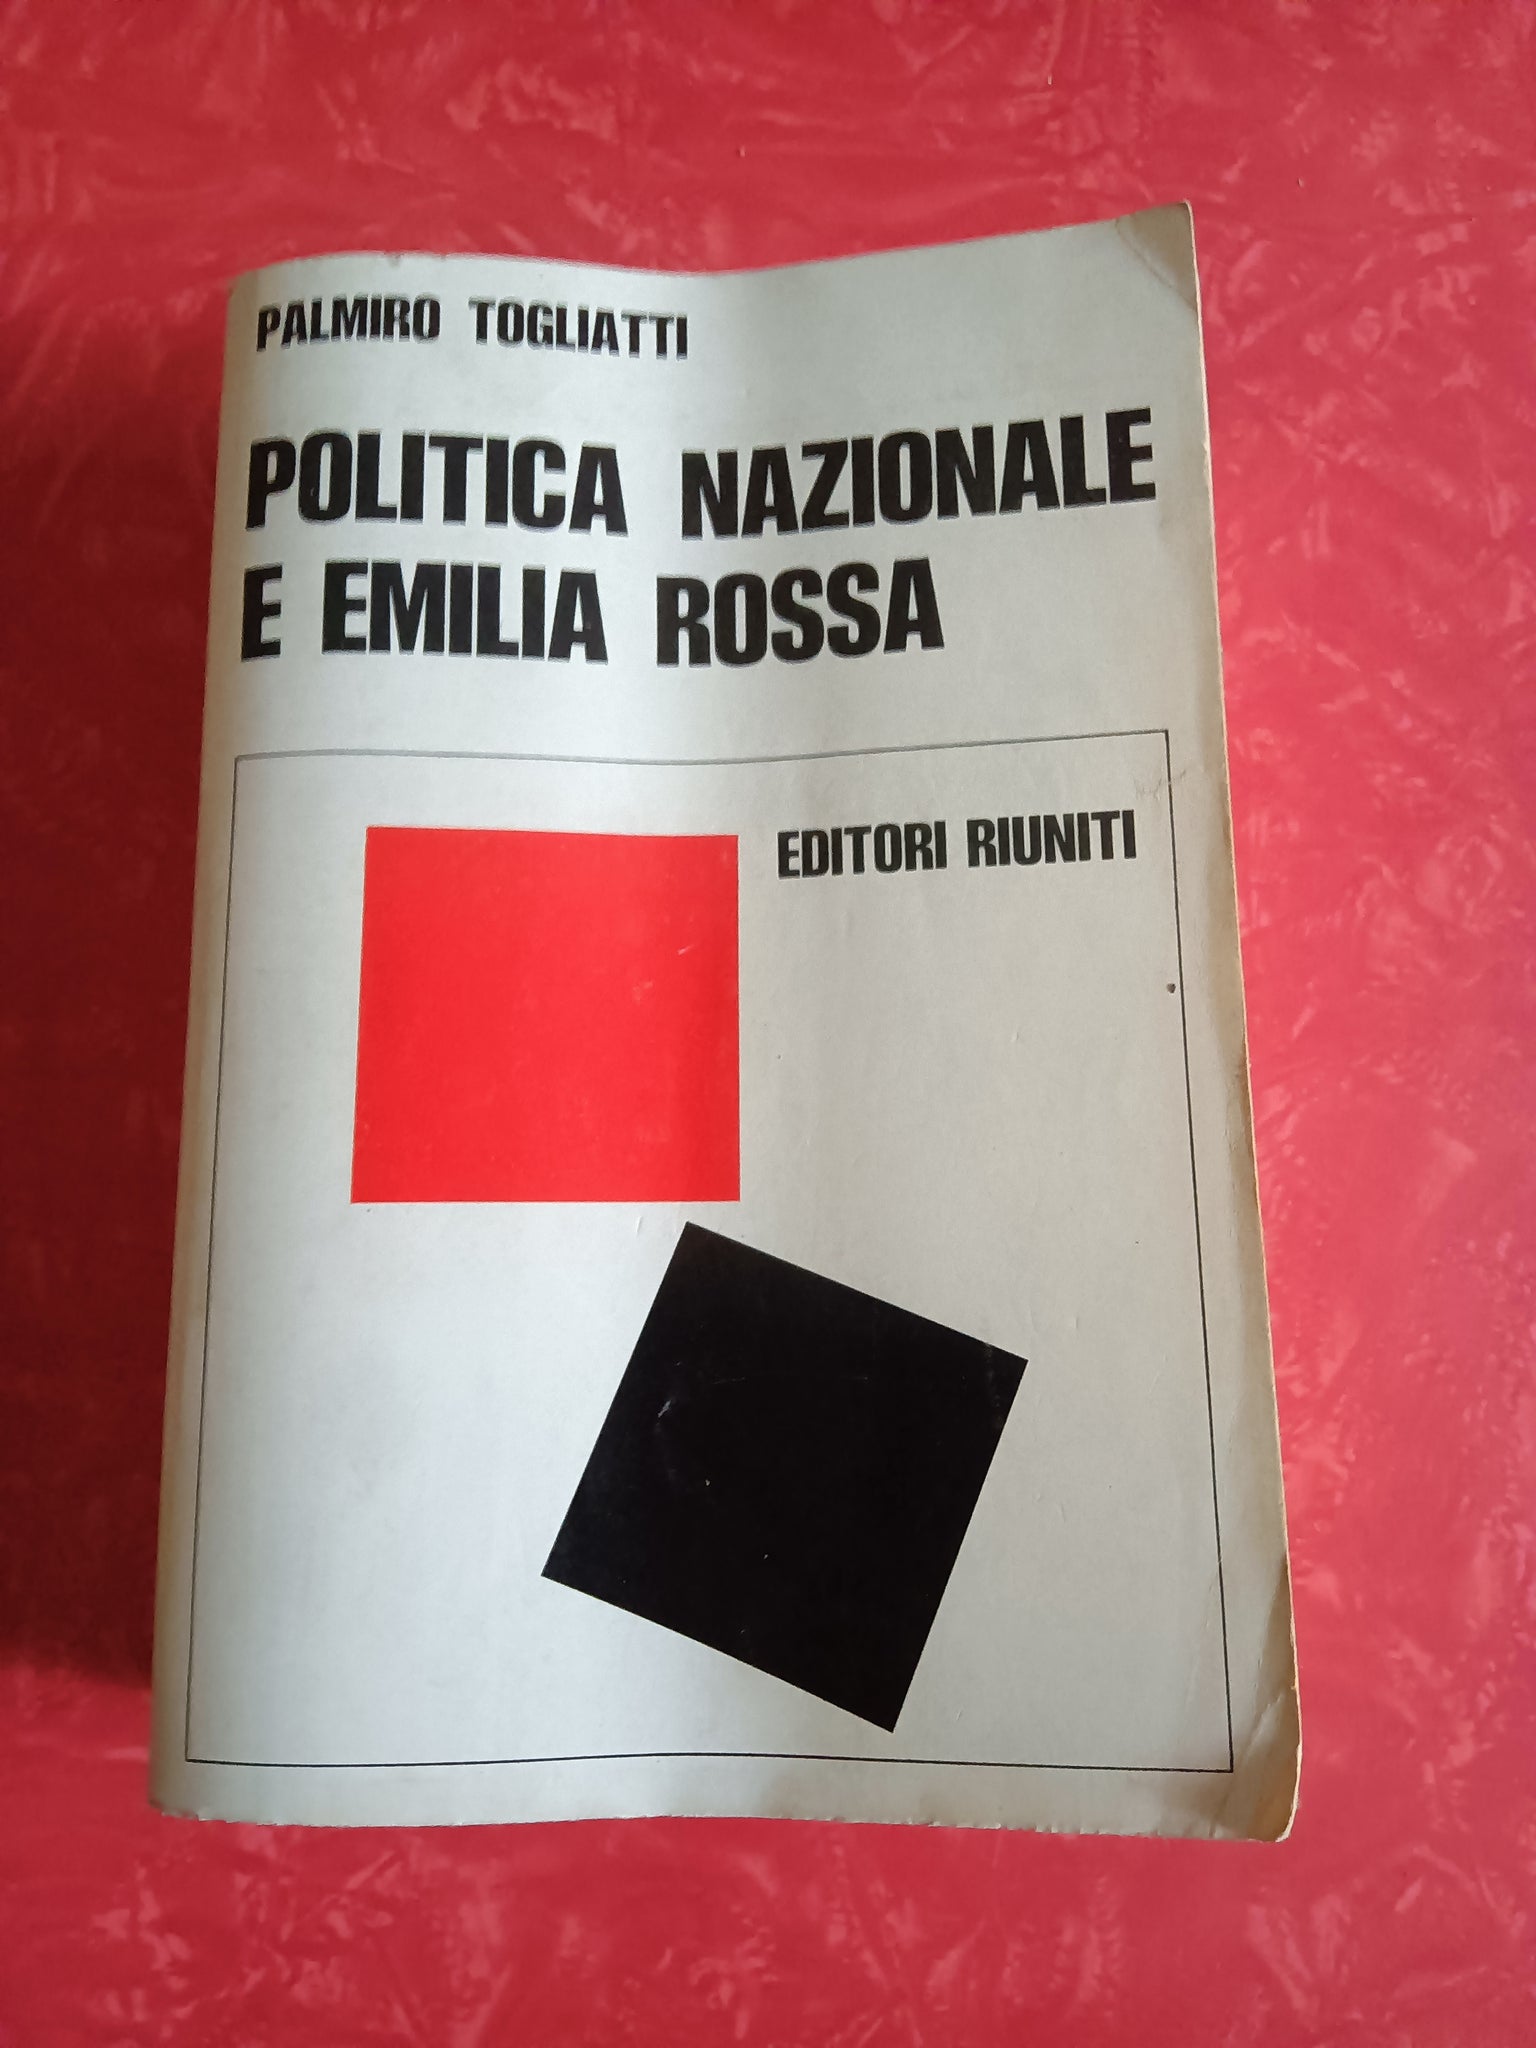 PALMIRO TOGLIATTI
POLITICA NAZIONALE
E EMILIA ROSSA
EDITORI RIUNITI